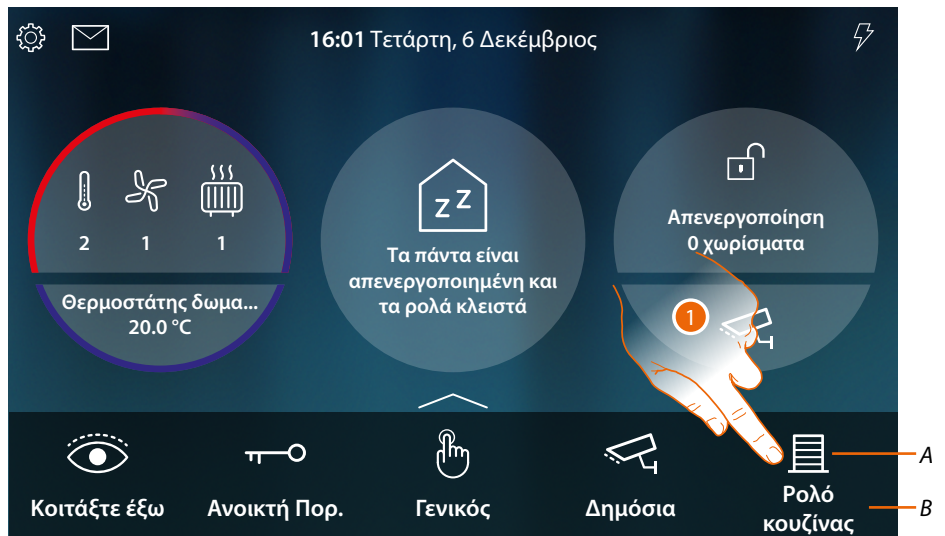 16:01 Τετάρτη, 6 Δεκέμβριος
2 1 1
Θερμοστάτης δωμα...
20.0 °C
z Z
Τα πάντα είναι
απενεργοποιημένη και
τα ρολά κλειστά
Απενεργοποίηση
0 χωρίσματα
1
Κοιτάξτε έξω
Ανοικτή Πορ.
Γενικός
Δημόσια
Ρολό
κουζίνας
A
B